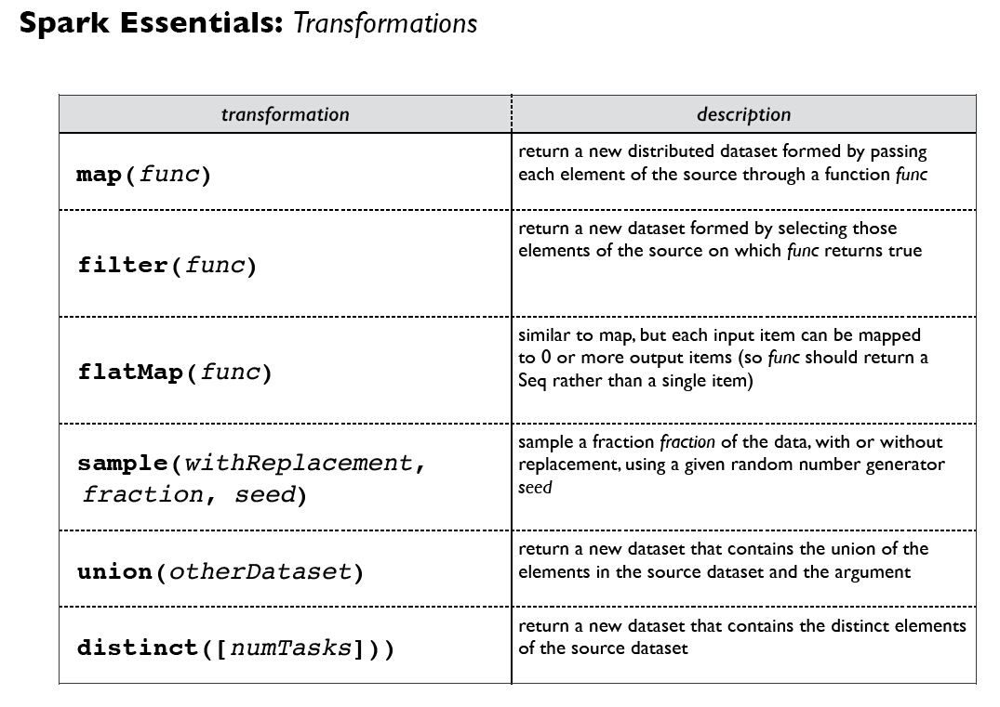 Spark Essentials: Transformations
transformation
description
map(func)
return a new distributed dataset formed by passing
each element of the source through a function func
filter(func)
return a new dataset formed by selecting those
elements of the source on which func returns true
flatMap(func)
similar to map, but each input item can be mapped
to 0 or more output items (so func should return a
Seq rather than a single item)
sample(withReplacement,
fraction, seed)
sample a fraction fraction of the data, with or without
replacement, using a given random number generator
seed
union(otherDataset)
return a new dataset that contains the union of the
elements in the source dataset and the argument
distinct([numTasks]))
return a new dataset that contains the distinct elements
of the source dataset